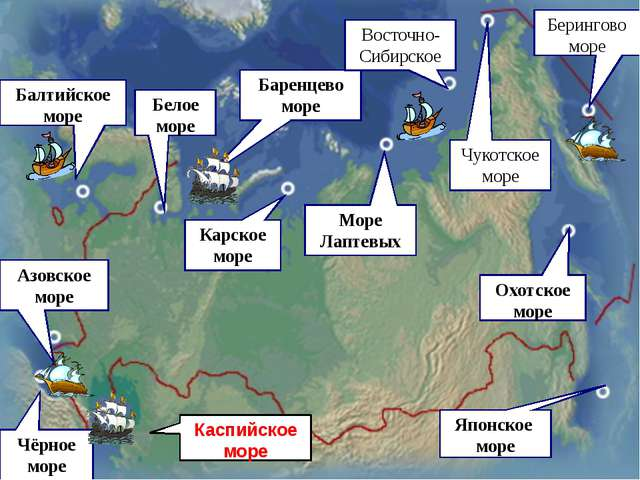 Балтийское
море
Белое
море
Баренцево
море
Восточно-
Сибирское
Берингово
море
Чукотское
море
Карское
море
Море
Лаптевых
Азовское
море
Охотское
море
Чёрное
море
Каспийское
море
Японское
море